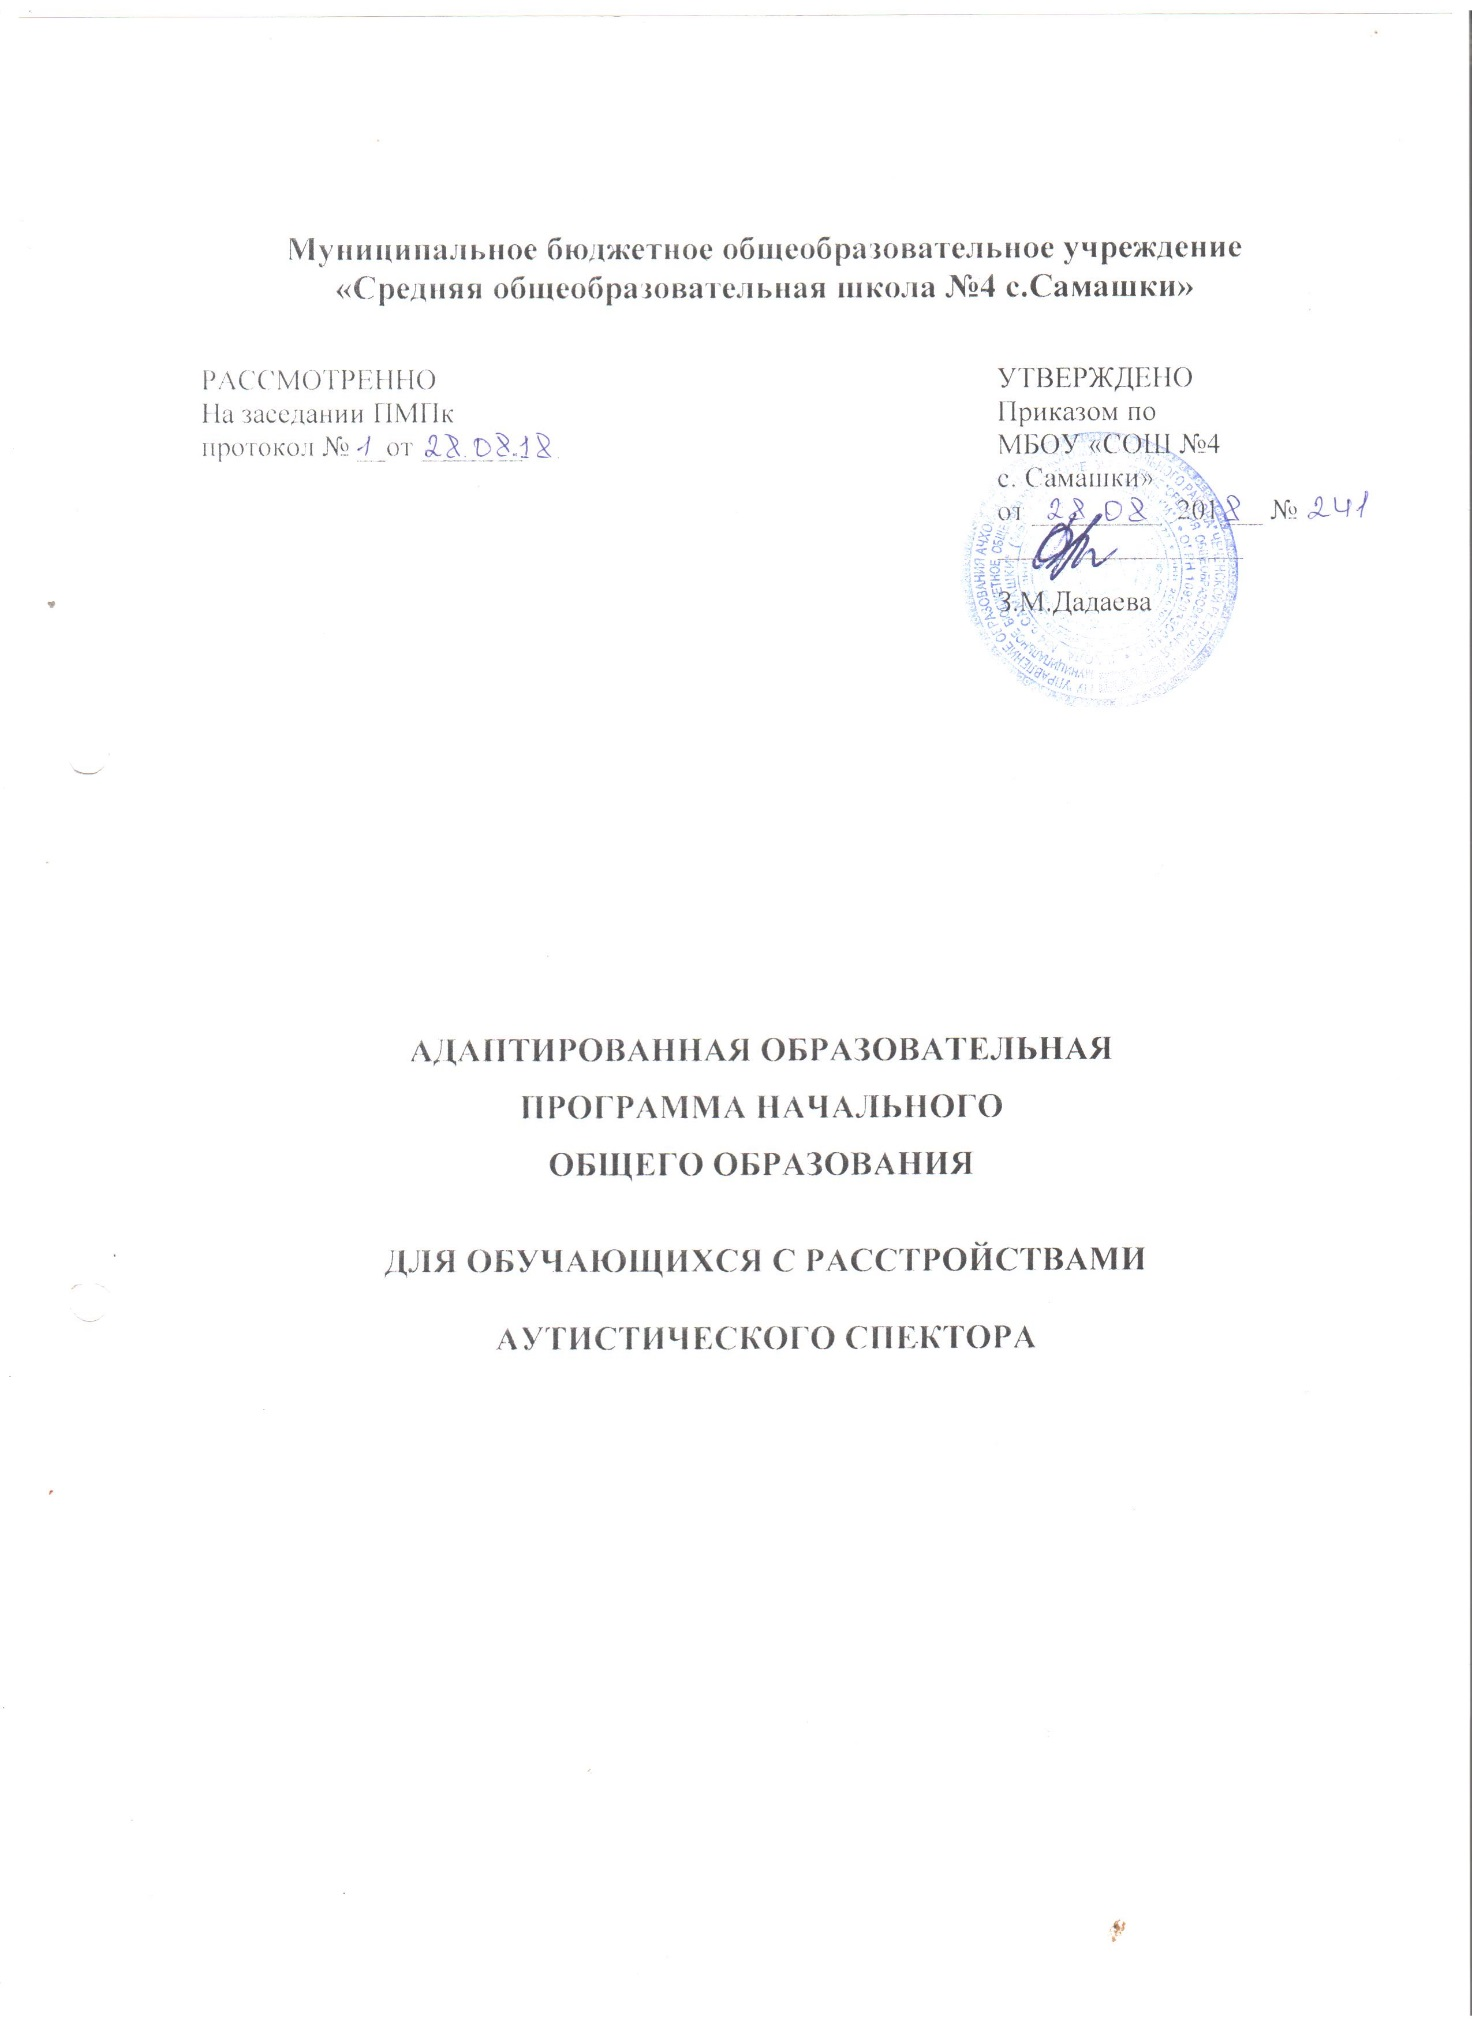 Муниципальное бюджетное общеобразовательное учреждение
«Средняя общеобразовательная школа №4 с.Самашки»
РАССМОТРЕННО
На заседании ПМПк
протокол № 1 от 28.08.18
УТВЕРЖДЕНО
Приказом по
МБОУ «СОШ №4
с. Самашки»
от 28 08 2018 № 241
З.М.Дадаева
АДАПТИРОВАННАЯ ОБРАЗОВАТЕЛЬНАЯ
ПРОГРАММА НАЧАЛЬНОГО
ОБЩЕГО ОБРАЗОВАНИЯ
ДЛЯ ОБУЧАЮЩИХСЯ С РАССТРОЙСТВАМИ
АУТИСТИЧЕСКОГО СПЕКТОРА